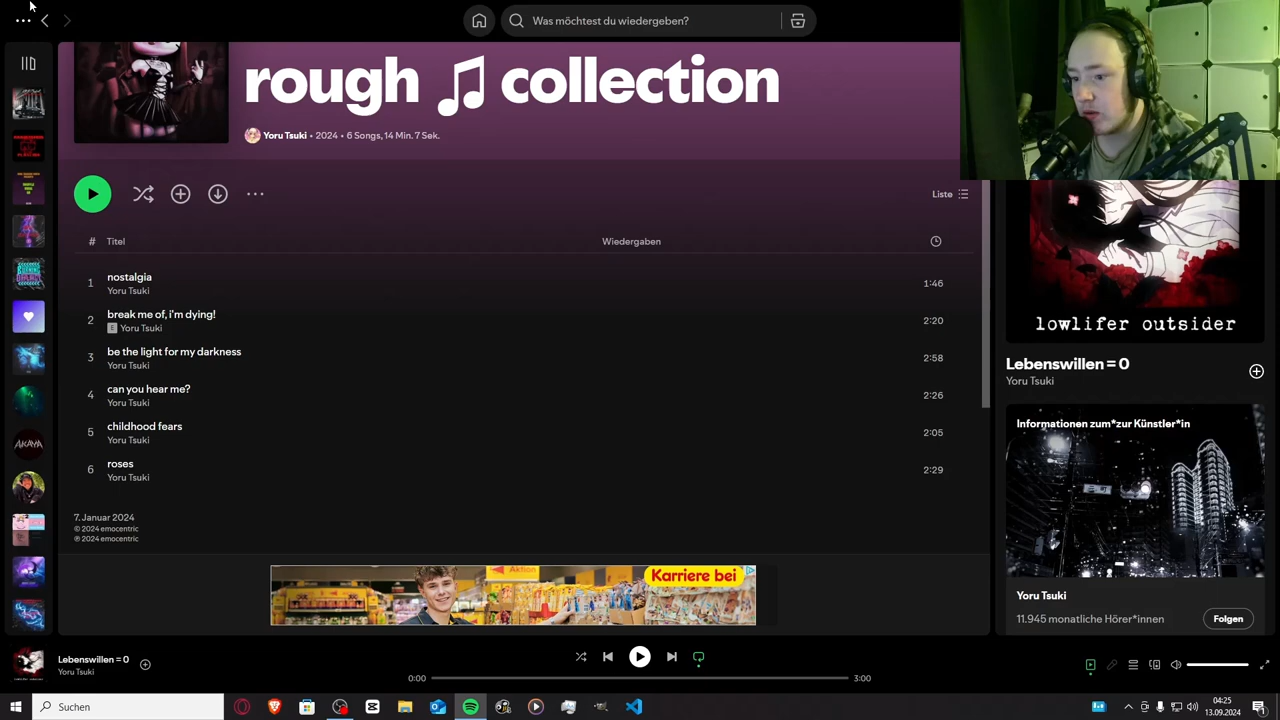 Was möchtest du wiedergeben?
rough ♫ collection
Yoru Tsuki • 2024 • 6 Songs, 14 Min. 7 Sek.
Liste
# Titel Wiedergaben
1 nostalgia 1:46
Yoru Tsuki
2 break me of, i'm dying! 2:20
E Yoru Tsuki
3 be the light for my darkness 2:58
Yoru Tsuki
4 can you hear me? 2:26
Yoru Tsuki
5 childhood fears 2:05
Yoru Tsuki
6 roses 2:29
Yoru Tsuki
7. Januar 2024
© 2024 emocentric
℗ 2024 emocentric
Aktion
Karriere bei
lowlifer outsider
Lebenswillen = 0
Yoru Tsuki
Informationen zum*zur Künstler*in
Yoru Tsuki
11.945 monatliche Hörer*innen
Folgen
Lebenswillen = 0
Yoru Tsuki
0:00
3:00
Suchen
04:25
13.09.2024